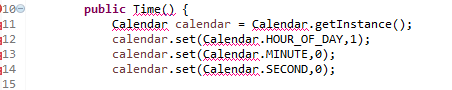 10 public Time() {
11 Calendar calendar = Calendar.getInstance();
12 calendar.set(Calendar.HOUR_OF_DAY,1);
13 calendar.set(Calendar.MINUTE,0);
14 calendar.set(Calendar.SECOND,0);
15